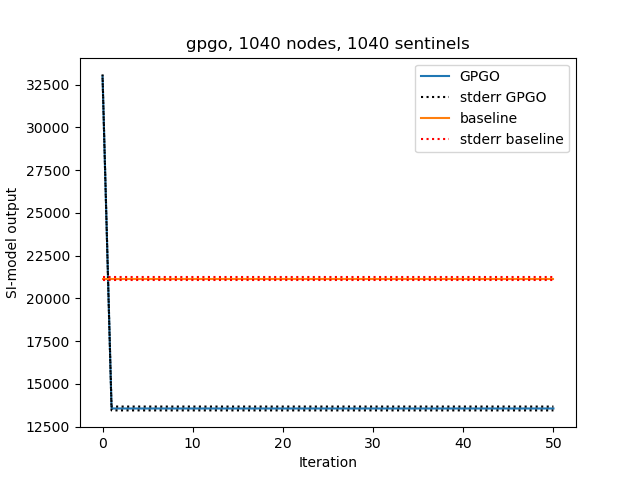 gpgo, 1040 nodes, 1040 sentinels
GPGO
stderr GPGO
baseline
stderr baseline
SI-model output
32500
30000
27500
25000
22500
20000
17500
15000
12500
0 10 20 30 40 50
Iteration